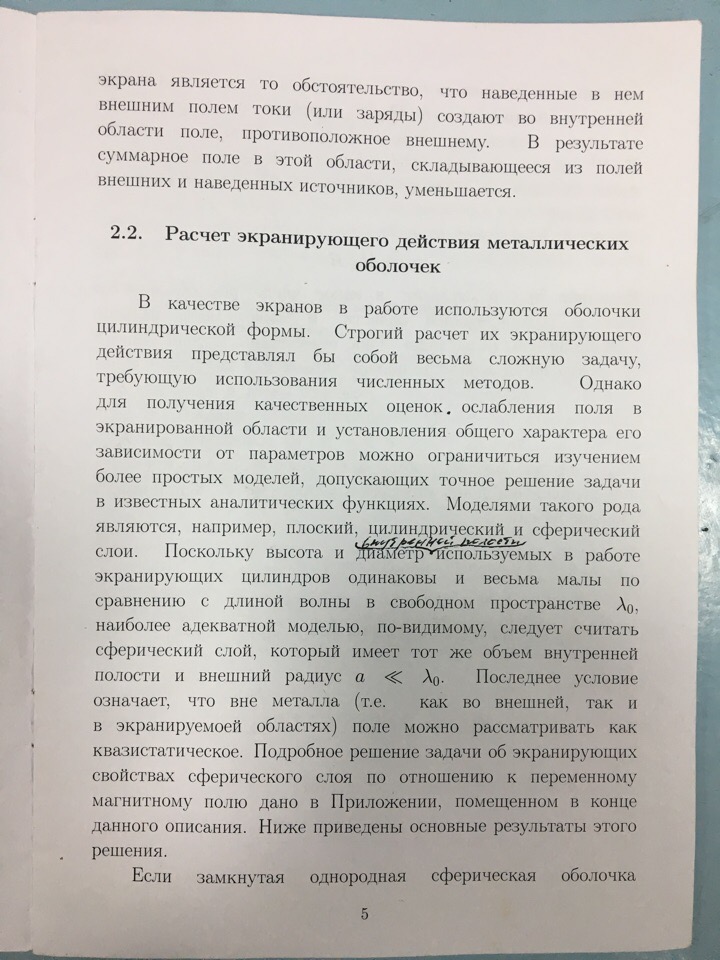 экрана является то обстоятельство, что наведенные в нем
внешним полем токи (или заряды) создают во внутренней
области поле, противоположное внешнему. В результате
суммарное поле в этой области, складывающееся из полей
внешних и наведенных источников, уменьшается.
2.2. Расчет экранирующего действия металлических
оболочек
В качестве экранов в работе используются оболочки
цилиндрической формы. Строгий расчет их экранирующего
действия представлял бы собой весьма сложную задачу,
требующую использования численных методов. Однако
для получения качественных оценок ослабления поля в
экранированной области и установления общего характера его
зависимости от параметров можно ограничиться изучением
более простых моделей, допускающих точное решение задачи
в известных аналитических функциях. Моделями такого рода
являются, например, плоский, цилиндрический и сферический
внутренней полости
слои. Поскольку высота и диаметр используемых в работе
экранирующих цилиндров одинаковы и весьма малы по
сравнению с длиной волны в свободном пространстве λ₀,
наиболее адекватной моделью, по-видимому, следует считать
сферический слой, который имеет тот же объем внутренней
полости и внешний радиус a ≪ λ₀. Последнее условие
означает, что вне металла (т.е. как во внешней, так и
в экранируемой областях) поле можно рассматривать как
квазистатическое. Подробное решение задачи об экранирующих
свойствах сферического слоя по отношению к переменному
магнитному полю дано в Приложении, помещенном в конце
данного описания. Ниже приведены основные результаты этого
решения.
Если замкнутая однородная сферическая оболочка
5